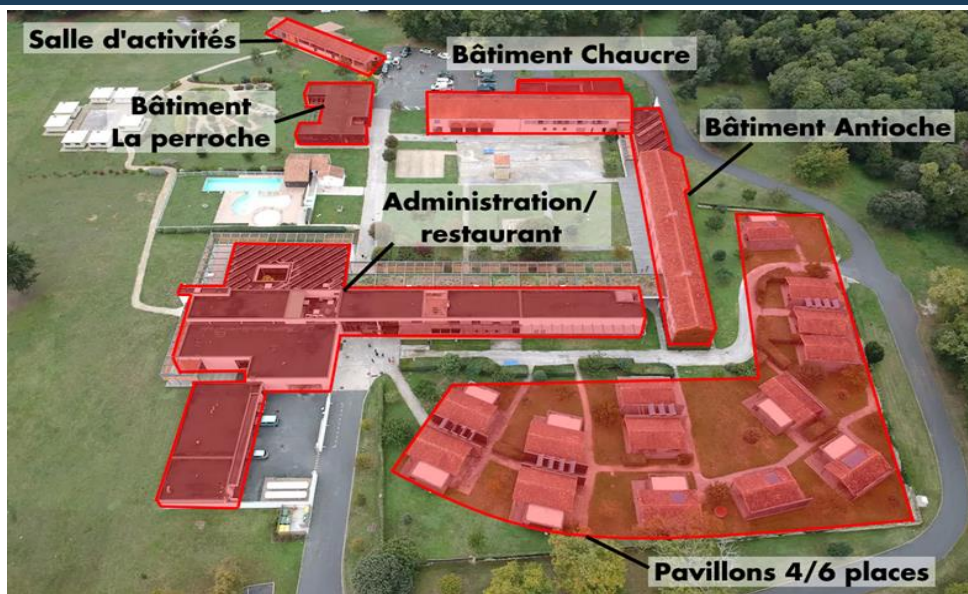 Salle d'activités
Bâtiment Chaucre
Bâtiment
La perroche
Bâtiment Antioche
Administration/
restaurant
Pavillons 4/6 places